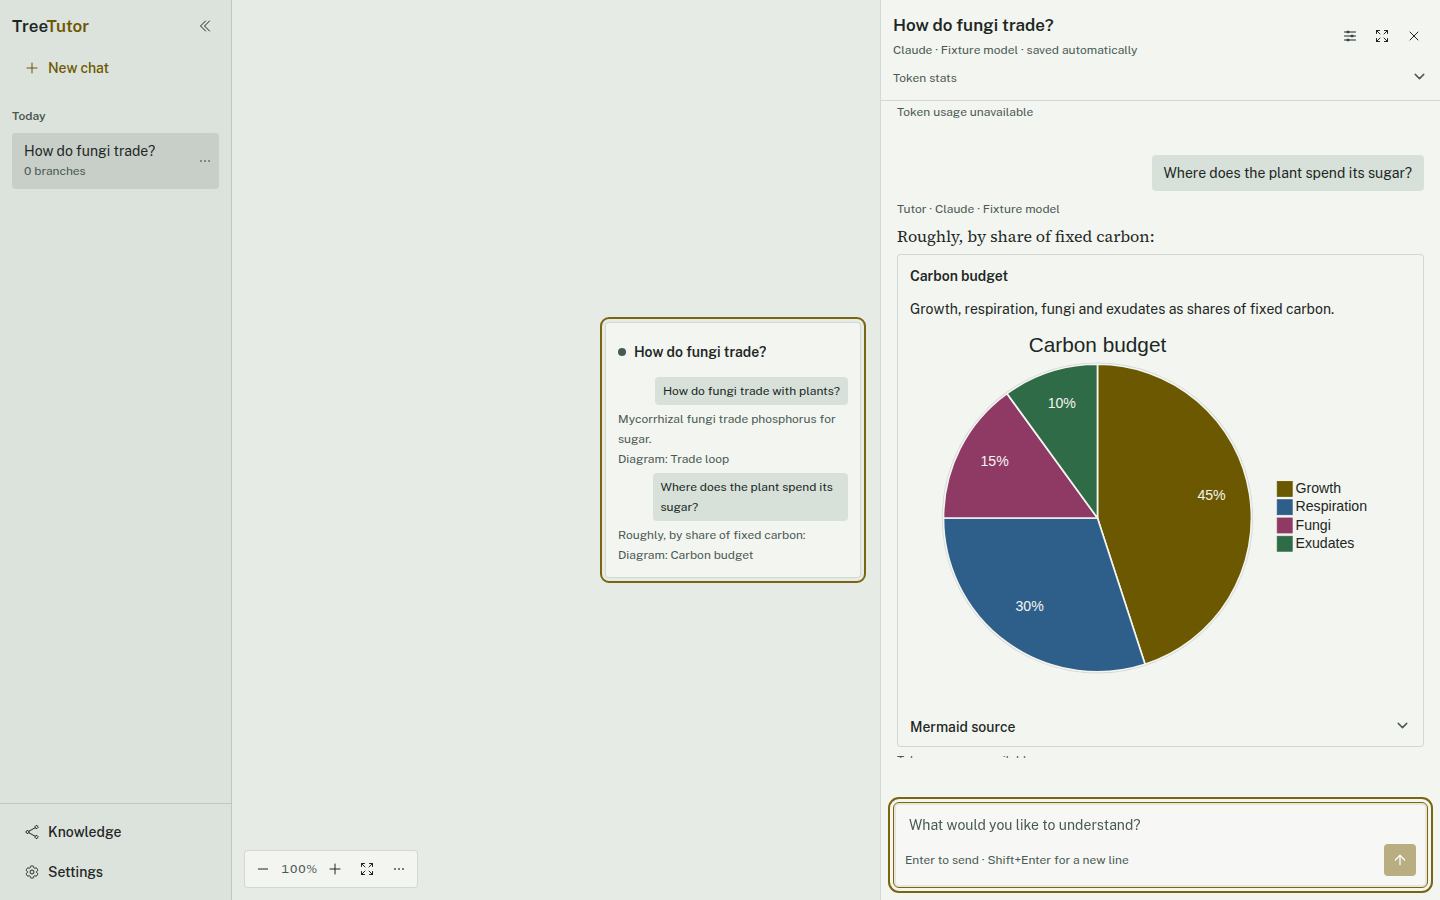 TreeTutor
New chat
Today
How do fungi trade?
0 branches
Knowledge
Settings
How do fungi trade?
How do fungi trade with plants?
Mycorrhizal fungi trade phosphorus for
sugar.
Diagram: Trade loop
Where does the plant spend its
sugar?
Roughly, by share of fixed carbon:
Diagram: Carbon budget
100%
How do fungi trade?
Claude · Fixture model · saved automatically
Token stats
Token usage unavailable
Where does the plant spend its sugar?
Tutor · Claude · Fixture model
Roughly, by share of fixed carbon:
Carbon budget
Growth, respiration, fungi and exudates as shares of fixed carbon.
Carbon budget
10%
15%
45%
30%
Growth
Respiration
Fungi
Exudates
Mermaid source
What would you like to understand?
Enter to send · Shift+Enter for a new line